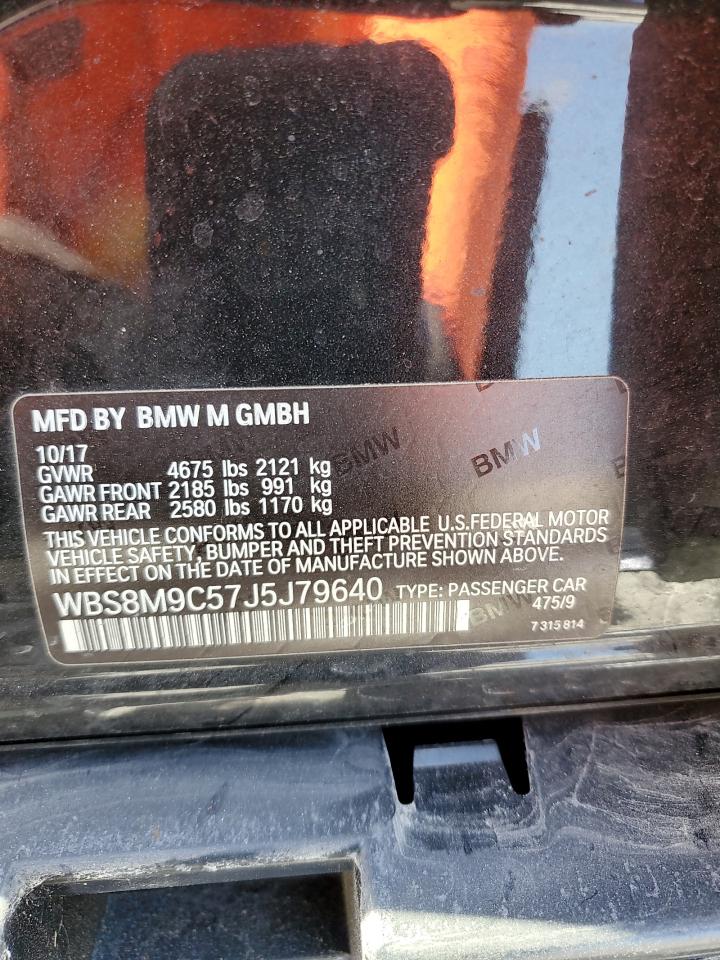 MFD BY BMW M GMBH
10/17
GVWR 4675 lbs 2121 kg
GAWR FRONT 2185 lbs 991 kg
GAWR REAR 2580 lbs 1170 kg
THIS VEHICLE CONFORMS TO ALL APPLICABLE U.S.FEDERAL MOTOR
VEHICLE SAFETY, BUMPER AND THEFT PREVENTION STANDARDS
IN EFFECT ON THE DATE OF MANUFACTURE SHOWN ABOVE.
WBS8M9C57J5J79640 TYPE: PASSENGER CAR
475/9
7 315 814
BMW
BMW
BMW